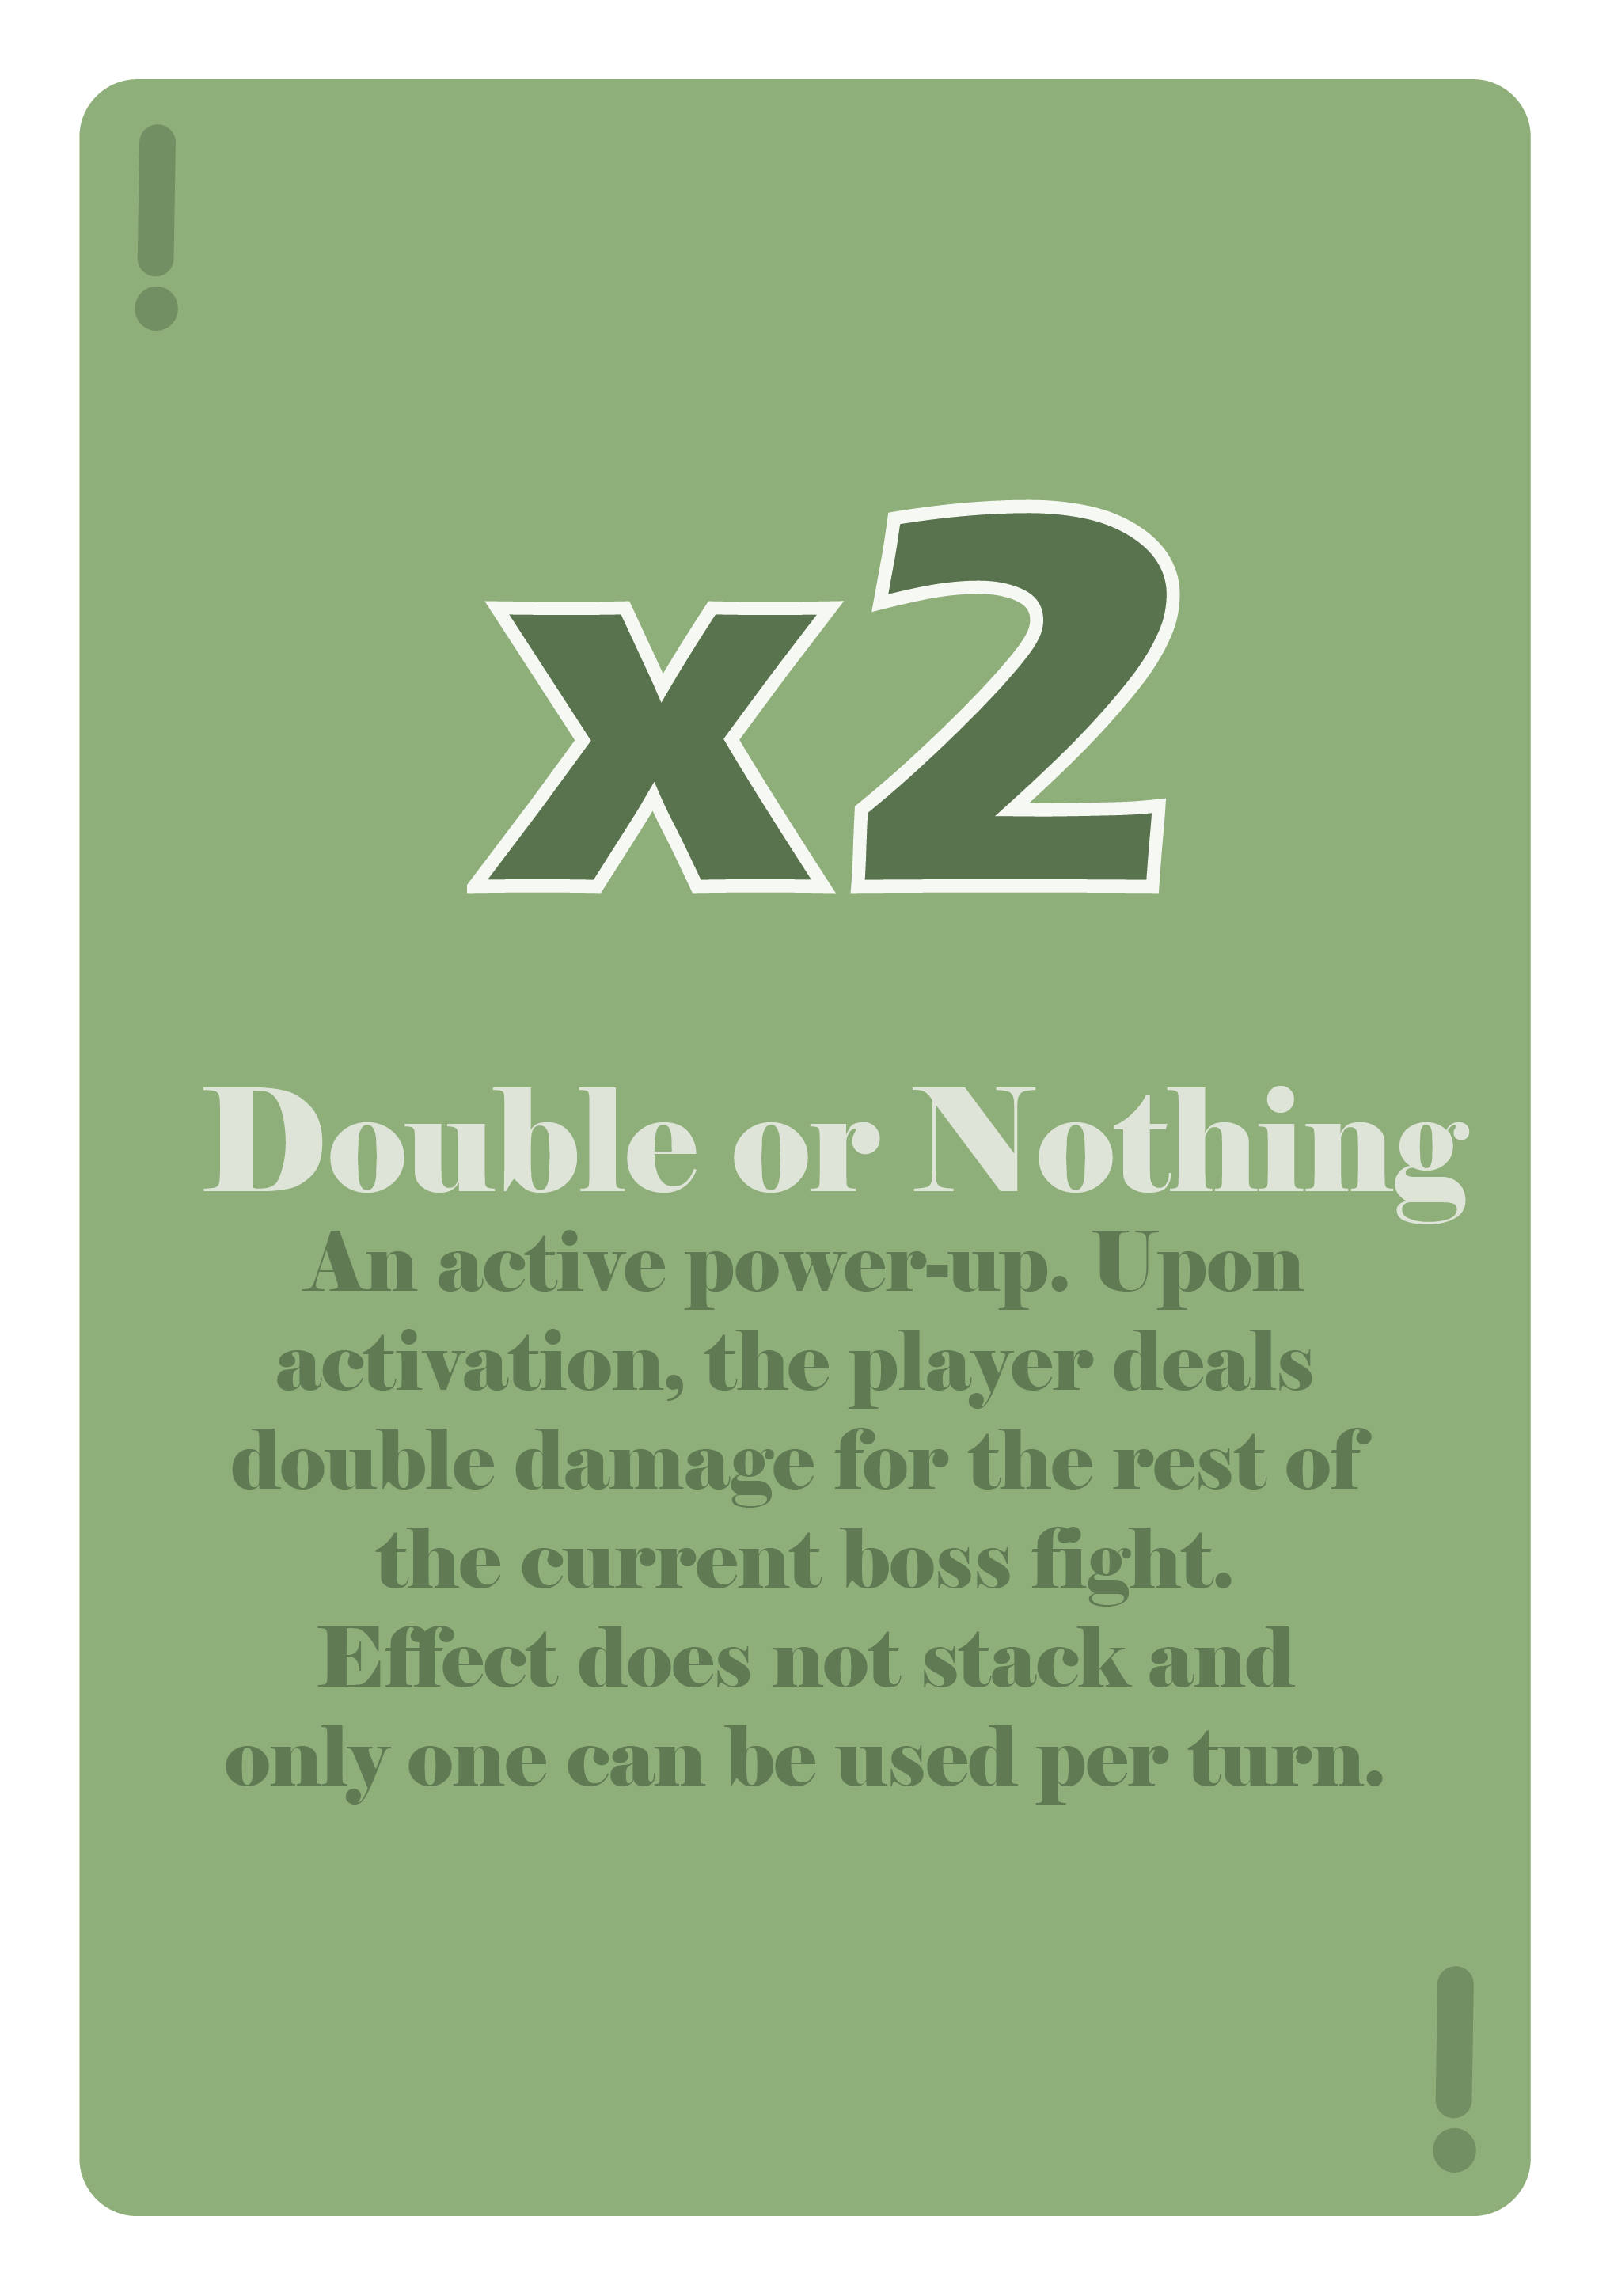 !
x2
Double or Nothing
An active power-up. Upon
activation, the player deals
double damage for the rest of
the current boss fight.
Effect does not stack and
only one can be used per turn.
!